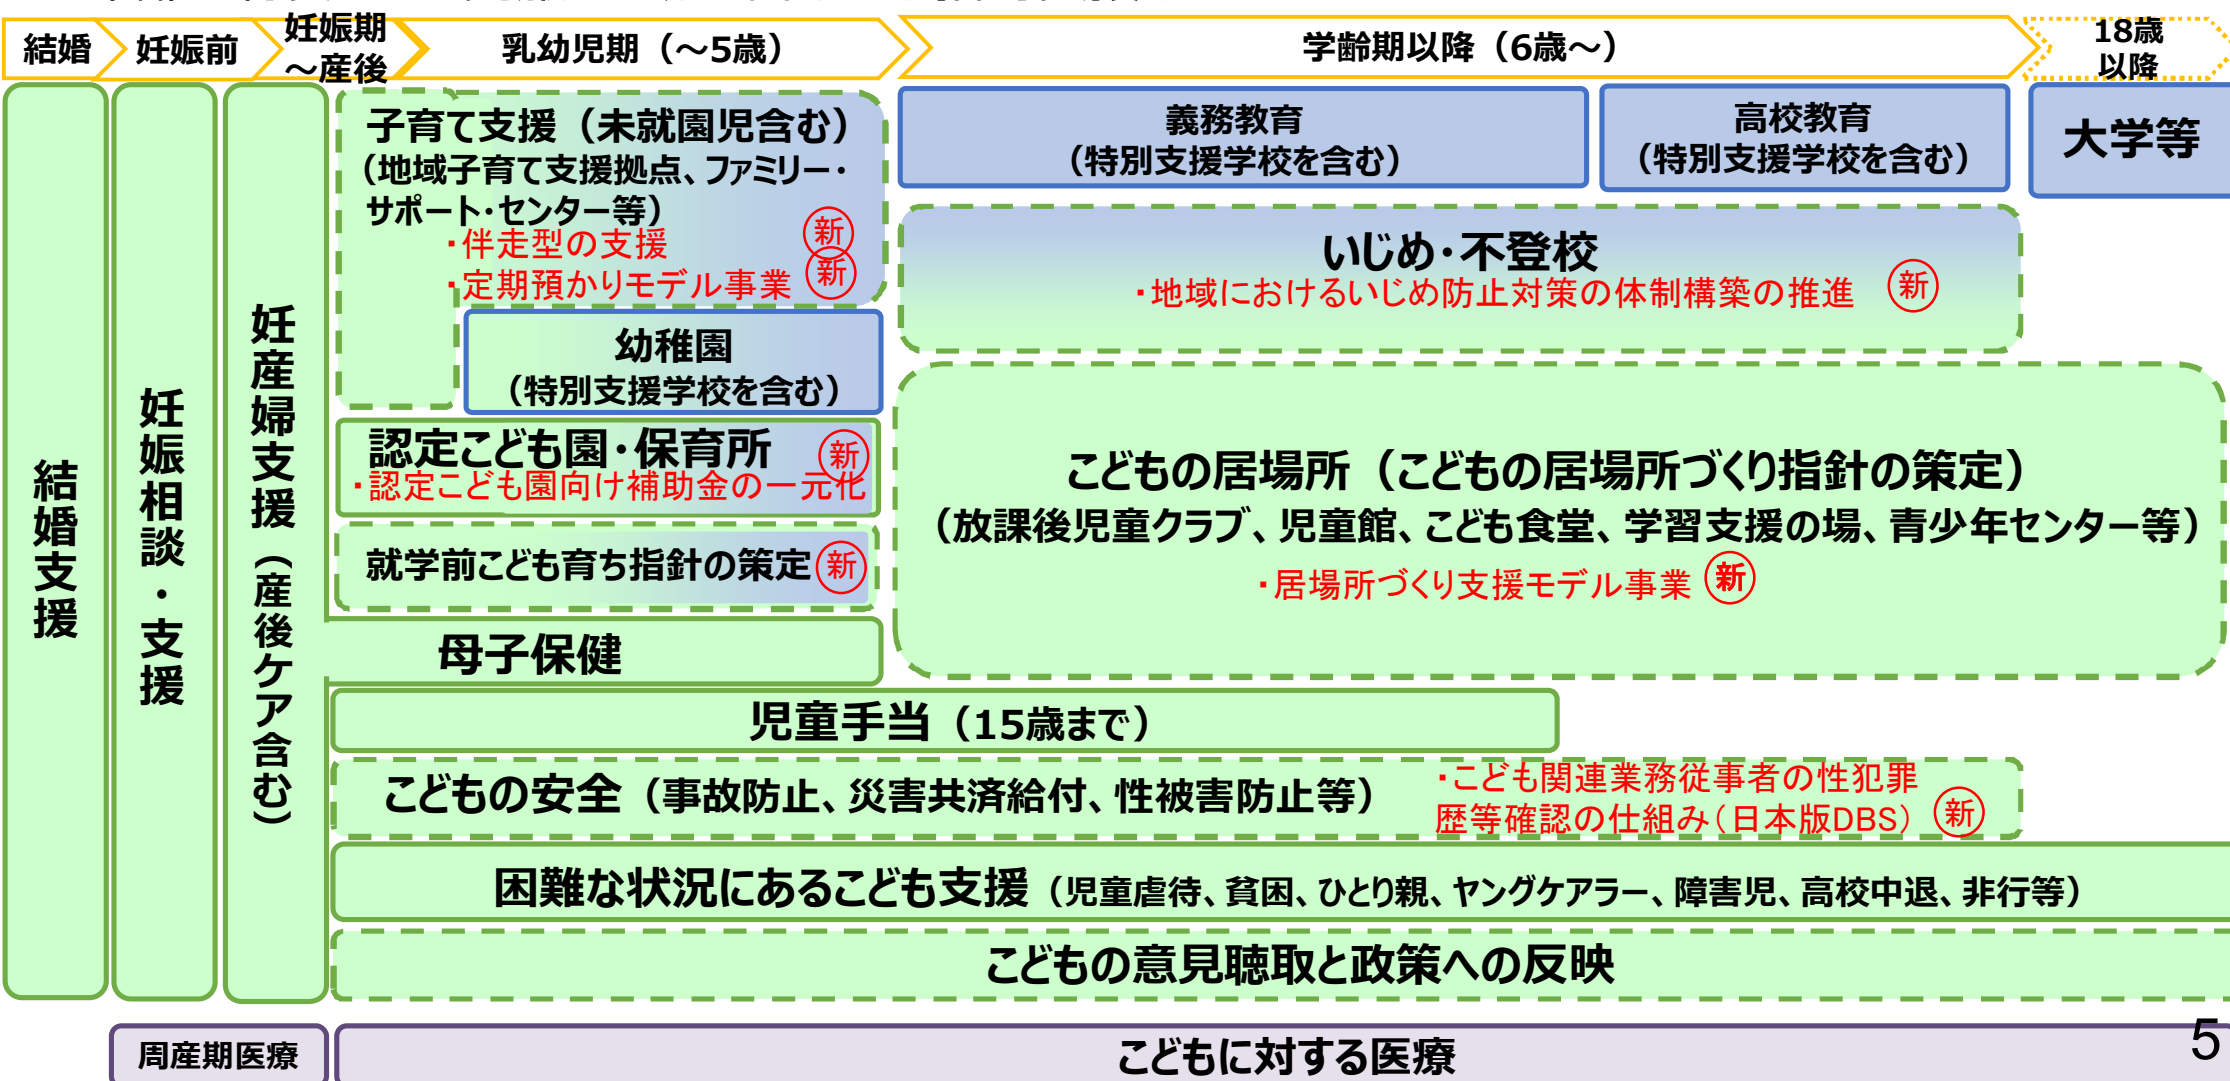 結婚
妊娠前
妊娠期
～産後
乳幼児期（～5歳）
学齢期以降（6歳～）
18歳
以降
結婚支援
妊娠相談・支援
妊産婦支援（産後ケア含む）
子育て支援（未就園児含む）
（地域子育て支援拠点、ファミリー・
サポート・センター等）
・伴走型の支援 新
・定期預かりモデル事業 新
幼稚園
（特別支援学校を含む）
認定こども園・保育所 新
・認定こども園向け補助金の一元化
就学前こども育ち指針の策定 新
母子保健
義務教育
（特別支援学校を含む）
高校教育
（特別支援学校を含む）
大学等
いじめ・不登校
・地域におけるいじめ防止対策の体制構築の推進 新
こどもの居場所（こどもの居場所づくり指針の策定）
（放課後児童クラブ、児童館、こども食堂、学習支援の場、青少年センター等）
・居場所づくり支援モデル事業 新
児童手当（15歳まで）
こどもの安全（事故防止、災害共済給付、性被害防止等）
・こども関連業務従事者の性犯罪
歴等確認の仕組み（日本版DBS） 新
困難な状況にあるこども支援（児童虐待、貧困、ひとり親、ヤングケアラー、障害児、高校中退、非行等）
こどもの意見聴取と政策への反映
周産期医療
こどもに対する医療
5